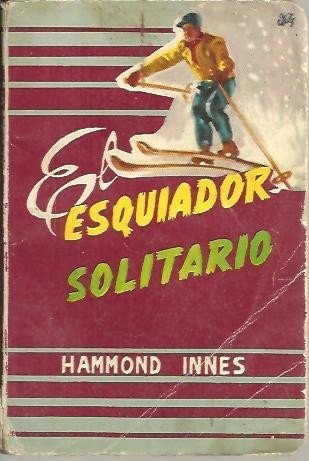 El
ESQUIADOR
SOLITARIO
HAMMOND INNES